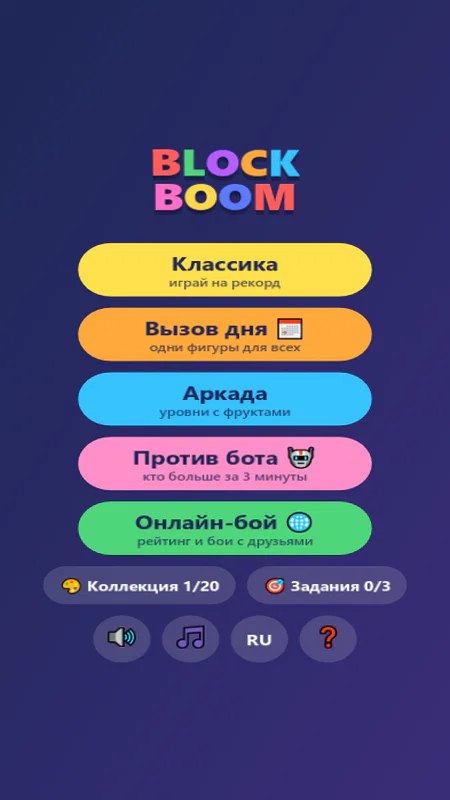 BLOCK
BOOM
Классика
играй на рекорд
Вызов дня
одни фигуры для всех
Аркада
уровни с фруктами
Против бота
кто больше за 3 минуты
Онлайн-бой
рейтинг и бои с друзьями
Коллекция 1/20
Задания 0/3
RU
?